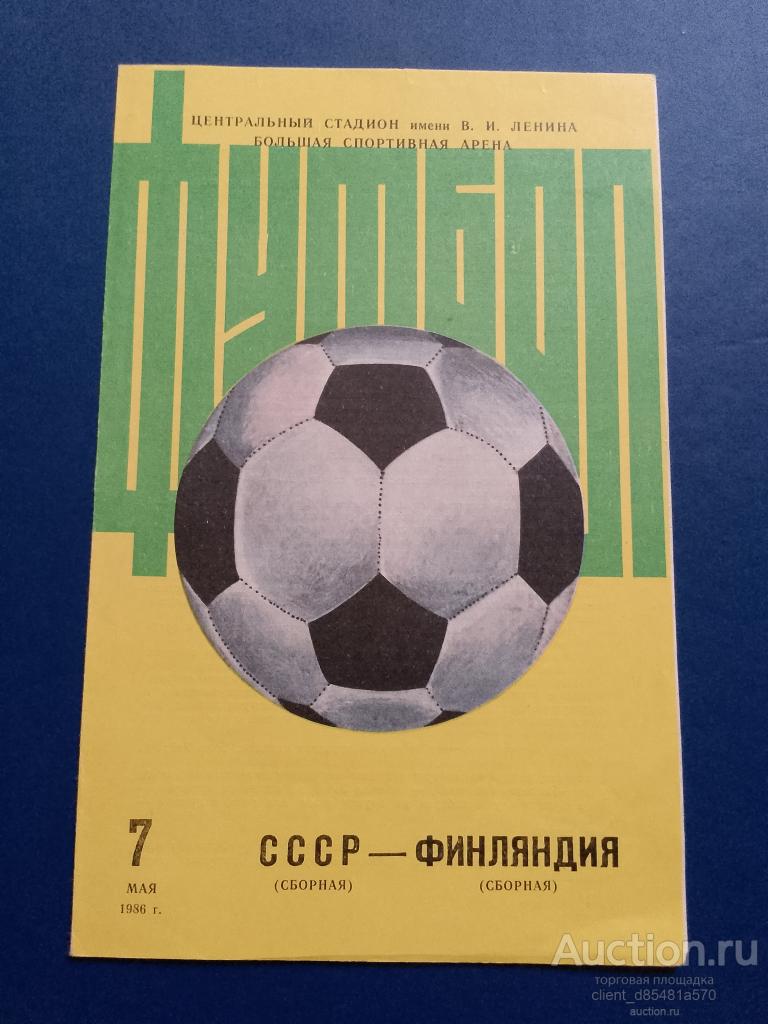 ЦЕНТРАЛЬНЫЙ СТАДИОН имени В. И. ЛЕНИНА
БОЛЬШАЯ СПОРТИВНАЯ АРЕНА
ФУТБОЛ
7
МАЯ
1986 г.
СССР — ФИНЛЯНДИЯ
(СБОРНАЯ) (СБОРНАЯ)
Auction.ru
торговая площадка
client_d85481a570
auction.ru